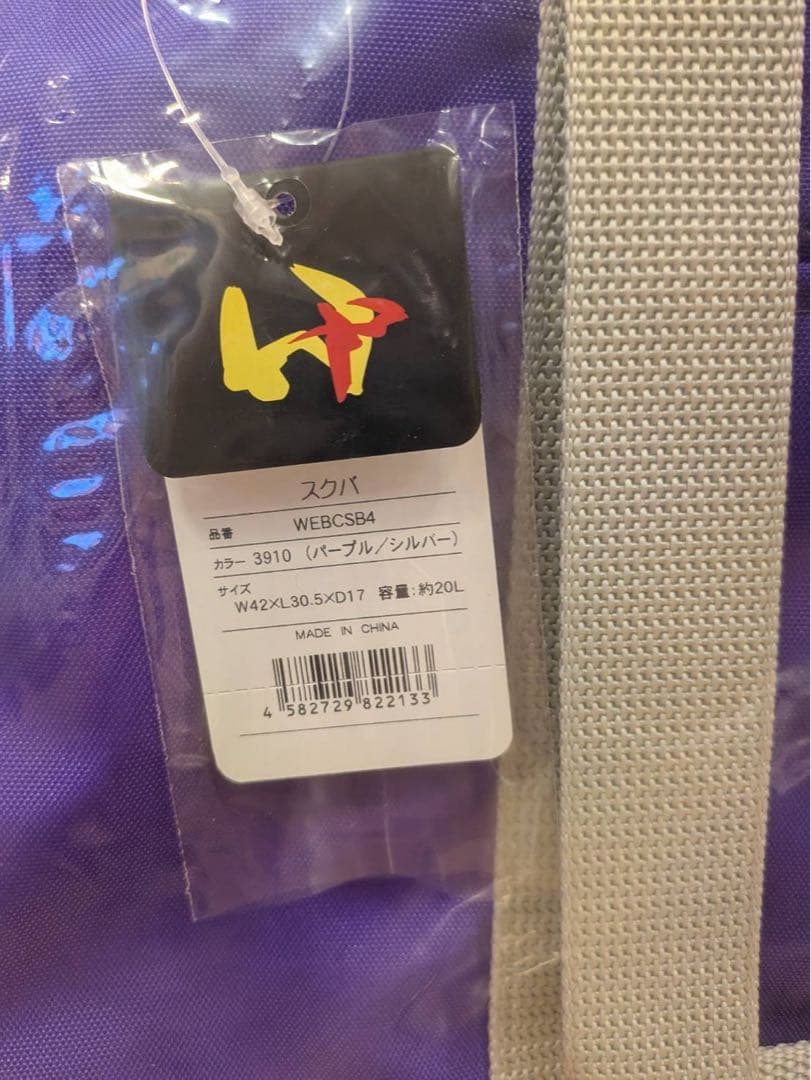 スクバ
品番 WEBCSB4
カラー 3910 (パープル/シルバー)
サイズ
W42×L30.5×D17 容量:約20L
MADE IN CHINA
4 582729 822133